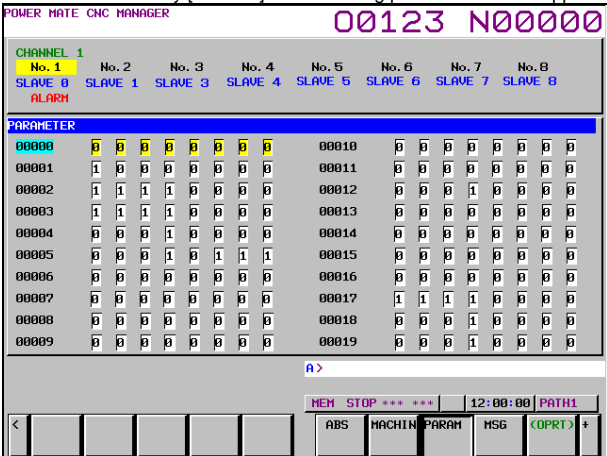 POWER MATE CNC MANAGER O0123 N00000
CHANNEL 1
No.1 No.2 No.3 No.4 No.5 No.6 No.7 No.8
SLAVE 0 SLAVE 1 SLAVE 3 SLAVE 4 SLAVE 5 SLAVE 6 SLAVE 7 SLAVE 8
ALARM
PARAMETER
00000 0 0 0 0 0 0 0 0 00010 0 0 0 0 0 0 0 0
00001 1 0 0 0 0 0 0 0 00011 0 0 0 0 0 0 0 0
00002 1 1 1 1 0 0 0 0 00012 0 0 0 1 0 0 0 0
00003 1 1 1 1 0 0 0 0 00013 0 0 0 0 0 0 0 0
00004 0 0 0 1 0 0 0 0 00014 0 0 0 0 0 0 0 0
00005 0 0 0 1 0 1 1 1 00015 0 0 0 0 0 0 0 0
00006 0 0 0 0 0 0 0 0 00016 0 0 0 0 0 0 0 0
00007 0 0 0 0 0 0 0 0 00017 1 1 1 1 0 0 0 0
00008 0 0 0 0 0 0 0 0 00018 0 0 0 1 0 0 0 0
00009 0 0 0 0 0 0 0 0 00019 0 0 0 1 0 0 0 0
A>
MEM STOP *** *** 12:00:00 PATH1
< ABS MACHIN PARAM MSG (OPRT) +